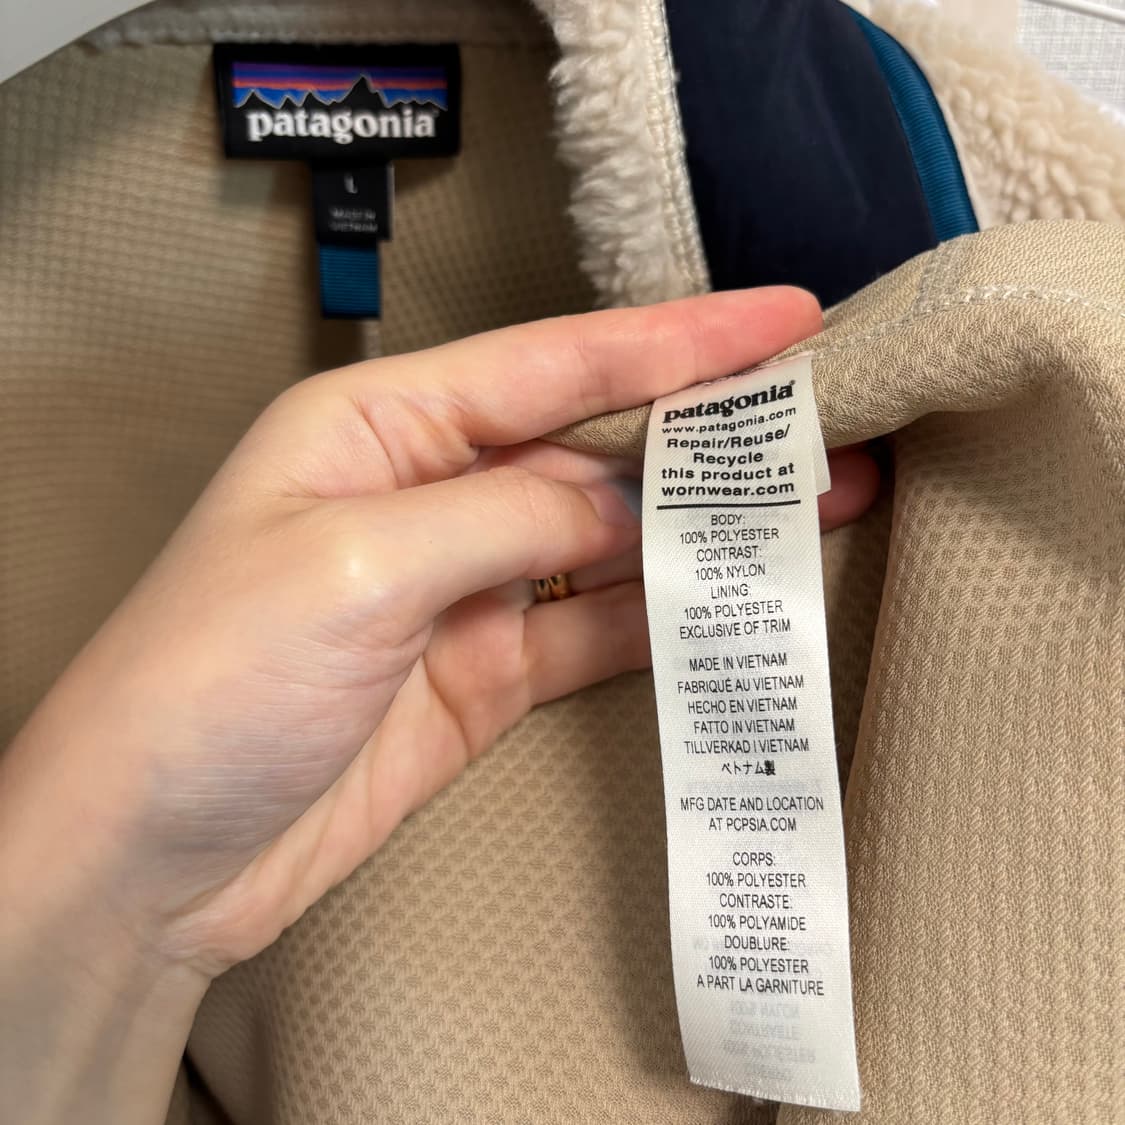 patagonia
L
MADE IN
VIETNAM
patagonia®
www.patagonia.com
Repair/Reuse/
Recycle
this product at
wornwear.com
BODY:
100% POLYESTER
CONTRAST:
100% NYLON
LINING:
100% POLYESTER
EXCLUSIVE OF TRIM
MADE IN VIETNAM
FABRIQUÉ AU VIETNAM
HECHO EN VIETNAM
FATTO IN VIETNAM
TILLVERKAD I VIETNAM
ベトナム製
MFG DATE AND LOCATION
AT PCPSIA.COM
CORPS:
100% POLYESTER
CONTRASTE:
100% POLYAMIDE
DOUBLURE:
100% POLYESTER
A PART LA GARNITURE